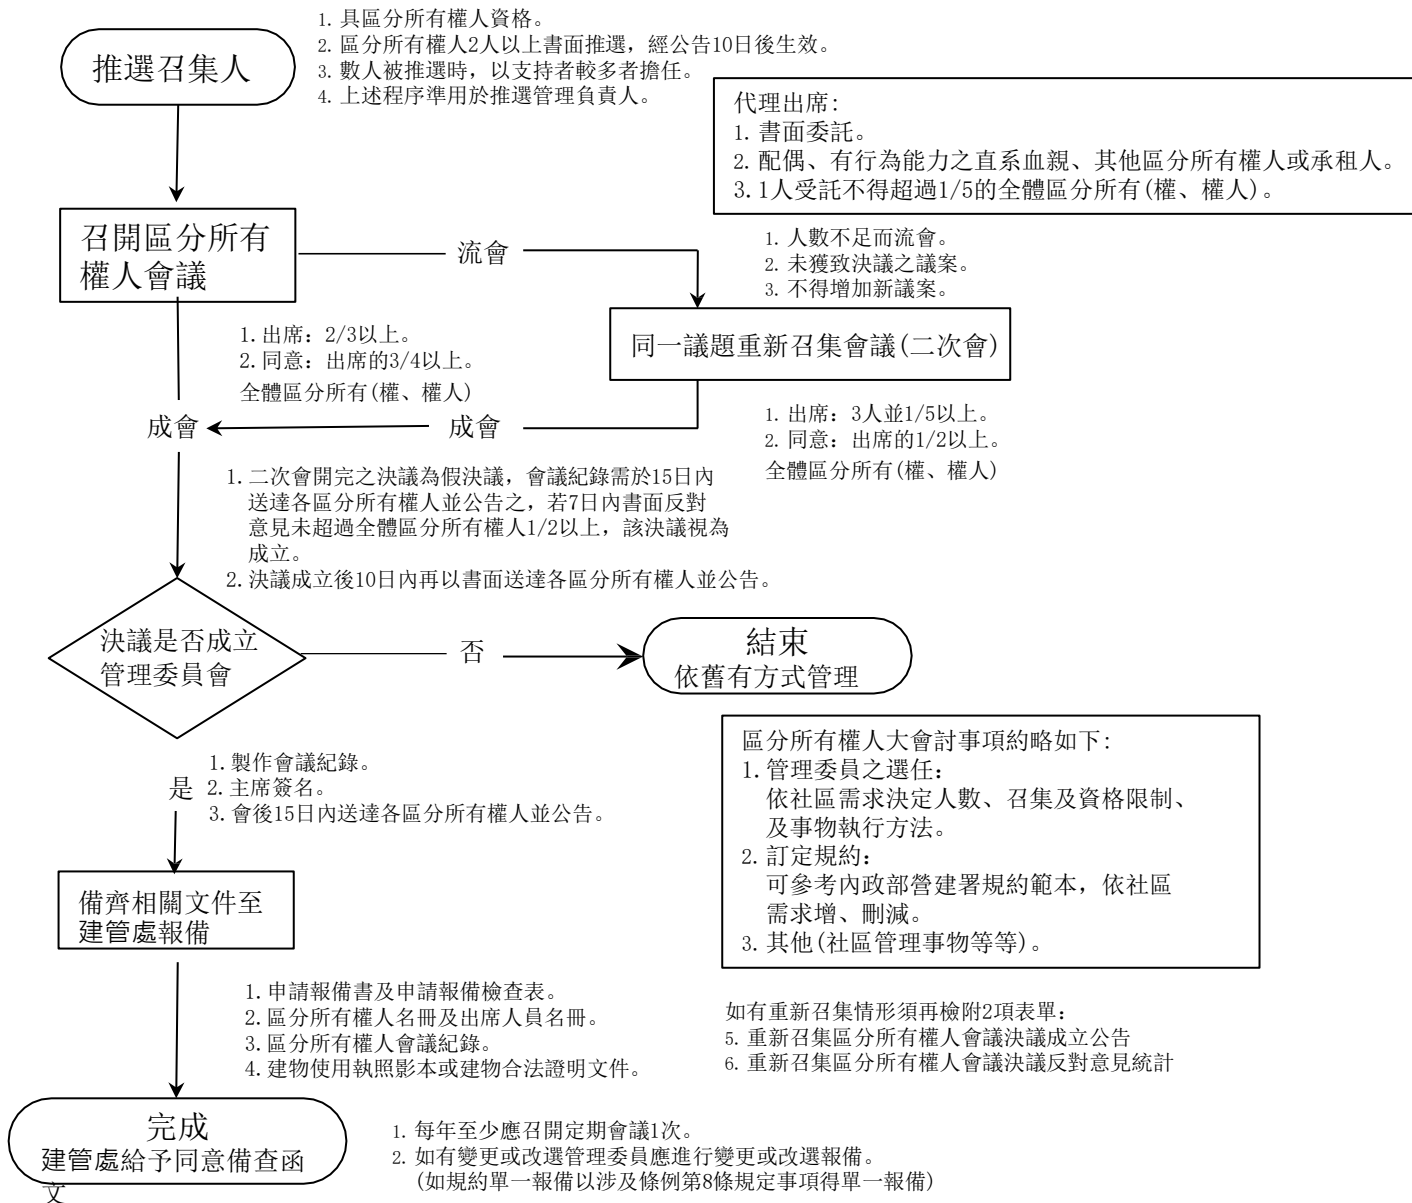 推選召集人
1. 具區分所有權人資格。
2. 區分所有權人2人以上書面推選，經公告10日後生效。
3. 數人被推選時，以支持者較多者擔任。
4. 上述程序準用於推選管理負責人。
代理出席:
1. 書面委託。
2. 配偶、有行為能力之直系血親、其他區分所有權人或承租人。
3.1人受託不得超過1/5的全體區分所有(權、權人)。
召開區分所有
權人會議
流會
1. 人數不足而流會。
2. 未獲致決議之議案。
3. 不得增加新議案。
同一議題重新召集會議(二次會)
1. 出席：2/3以上。
2. 同意：出席的3/4以上。
全體區分所有(權、權人)
成會
成會
1. 出席：3人並1/5以上。
2. 同意：出席的1/2以上。
全體區分所有(權、權人)
1. 二次會開完之決議為假決議，會議紀錄需於15日內
送達各區分所有權人並公告之，若7日內書面反對
意見未超過全體區分所有權人1/2以上，該決議視為
成立。
2. 決議成立後10日內再以書面送達各區分所有權人並公告。
決議是否成立
管理委員會
否
結束
依舊有方式管理
是
1. 製作會議紀錄。
2. 主席簽名。
3. 會後15日內送達各區分所有權人並公告。
區分所有權人大會討事項約略如下:
1. 管理委員之選任:
依社區需求決定人數、召集及資格限制、
及事物執行方法。
2. 訂定規約:
可參考內政部營建署規約範本，依社區
需求增、刪減。
3. 其他(社區管理事物等等)。
備齊相關文件至
建管處報備
1. 申請報備書及申請報備檢查表。
2. 區分所有權人名冊及出席人員名冊。
3. 區分所有權人會議紀錄。
4. 建物使用執照影本或建物合法證明文件。
如有重新召集情形須再檢附2項表單:
5. 重新召集區分所有權人會議決議成立公告
6. 重新召集區分所有權人會議決議反對意見統計
完成
建管處給予同意備查函
文
1. 每年至少應召開定期會議1次。
2. 如有變更或改選管理委員應進行變更或改選報備。
(如規約單一報備以涉及條例第8條規定事項得單一報備)